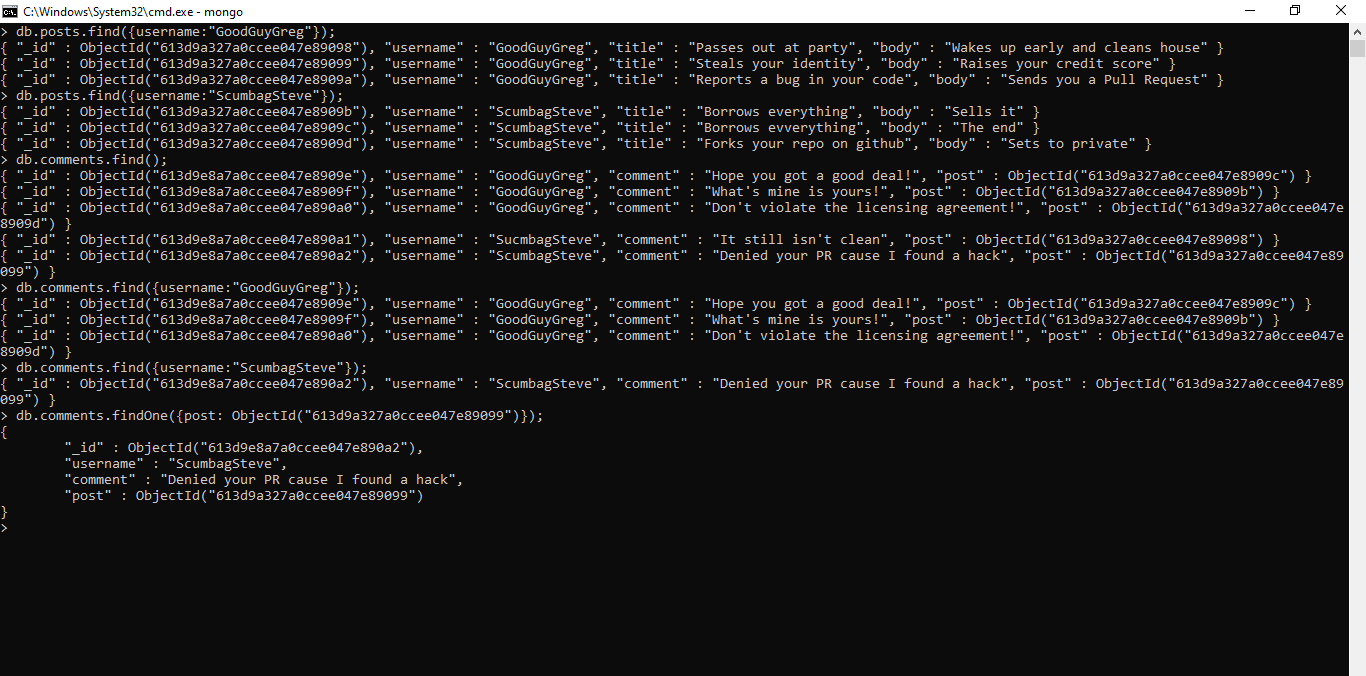 C:\Windows\System32\cmd.exe - mongo
> db.posts.find({username:"GoodGuyGreg"});
{ "_id" : ObjectId("613d9a327a0ccee047e89098"), "username" : "GoodGuyGreg", "title" : "Passes out at party", "body" : "Wakes up early and cleans house" }
{ "_id" : ObjectId("613d9a327a0ccee047e89099"), "username" : "GoodGuyGreg", "title" : "Steals your identity", "body" : "Raises your credit score" }
{ "_id" : ObjectId("613d9a327a0ccee047e8909a"), "username" : "GoodGuyGreg", "title" : "Reports a bug in your code", "body" : "Sends you a Pull Request" }
> db.posts.find({username:"ScumbagSteve"});
{ "_id" : ObjectId("613d9a327a0ccee047e8909b"), "username" : "ScumbagSteve", "title" : "Borrows everything", "body" : "Sells it" }
{ "_id" : ObjectId("613d9a327a0ccee047e8909c"), "username" : "ScumbagSteve", "title" : "Borrows evverything", "body" : "The end" }
{ "_id" : ObjectId("613d9a327a0ccee047e8909d"), "username" : "ScumbagSteve", "title" : "Forks your repo on github", "body" : "Sets to private" }
> db.comments.find();
{ "_id" : ObjectId("613d9e8a7a0ccee047e8909e"), "username" : "GoodGuyGreg", "comment" : "Hope you got a good deal!", "post" : ObjectId("613d9a327a0ccee047e8909c") }
{ "_id" : ObjectId("613d9e8a7a0ccee047e8909f"), "username" : "GoodGuyGreg", "comment" : "What's mine is yours!", "post" : ObjectId("613d9a327a0ccee047e8909b") }
{ "_id" : ObjectId("613d9e8a7a0ccee047e890a0"), "username" : "GoodGuyGreg", "comment" : "Don't violate the licensing agreement!", "post" : ObjectId("613d9a327a0ccee047e
8909d") }
{ "_id" : ObjectId("613d9e8a7a0ccee047e890a1"), "username" : "SucmbagSteve", "comment" : "It still isn't clean", "post" : ObjectId("613d9a327a0ccee047e89098") }
{ "_id" : ObjectId("613d9e8a7a0ccee047e890a2"), "username" : "ScumbagSteve", "comment" : "Denied your PR cause I found a hack", "post" : ObjectId("613d9a327a0ccee047e89
099") }
> db.comments.find({username:"GoodGuyGreg"});
{ "_id" : ObjectId("613d9e8a7a0ccee047e8909e"), "username" : "GoodGuyGreg", "comment" : "Hope you got a good deal!", "post" : ObjectId("613d9a327a0ccee047e8909c") }
{ "_id" : ObjectId("613d9e8a7a0ccee047e8909f"), "username" : "GoodGuyGreg", "comment" : "What's mine is yours!", "post" : ObjectId("613d9a327a0ccee047e8909b") }
{ "_id" : ObjectId("613d9e8a7a0ccee047e890a0"), "username" : "GoodGuyGreg", "comment" : "Don't violate the licensing agreement!", "post" : ObjectId("613d9a327a0ccee047e
8909d") }
> db.comments.find({username:"ScumbagSteve"});
{ "_id" : ObjectId("613d9e8a7a0ccee047e890a2"), "username" : "ScumbagSteve", "comment" : "Denied your PR cause I found a hack", "post" : ObjectId("613d9a327a0ccee047e89
099") }
> db.comments.findOne({post: ObjectId("613d9a327a0ccee047e89099")});
{
        "_id" : ObjectId("613d9e8a7a0ccee047e890a2"),
        "username" : "ScumbagSteve",
        "comment" : "Denied your PR cause I found a hack",
        "post" : ObjectId("613d9a327a0ccee047e89099")
}
>